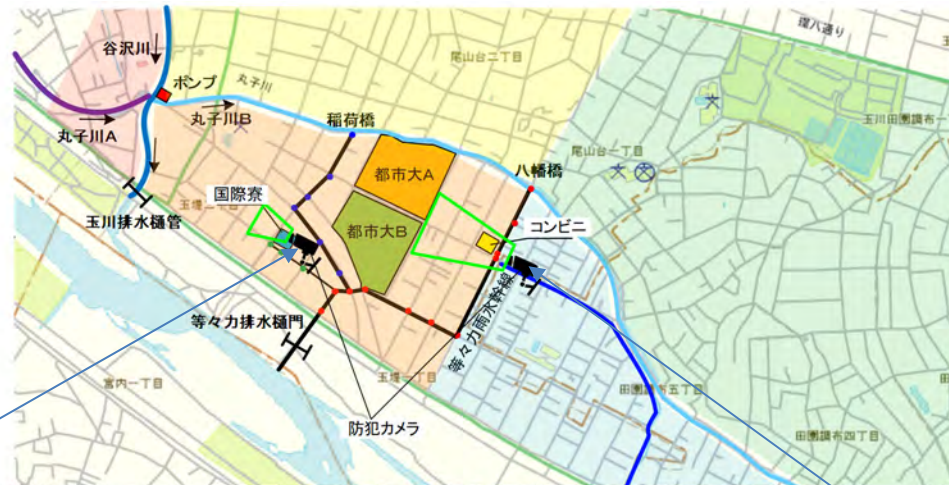 環八通り
谷沢川
尾山台二丁目
ポンプ
丸子川
丸子川A
丸子川B
稲荷橋
玉川田園調布一
尾山台一丁目
都市大A
八幡橋
国際寮
コンビニ
都市大B
玉川排水樋管
等々力雨水幹線
等々力排水樋門
玉堤一丁目
宮内一丁目
田園調布五丁目
防犯カメラ
田園調布四丁目